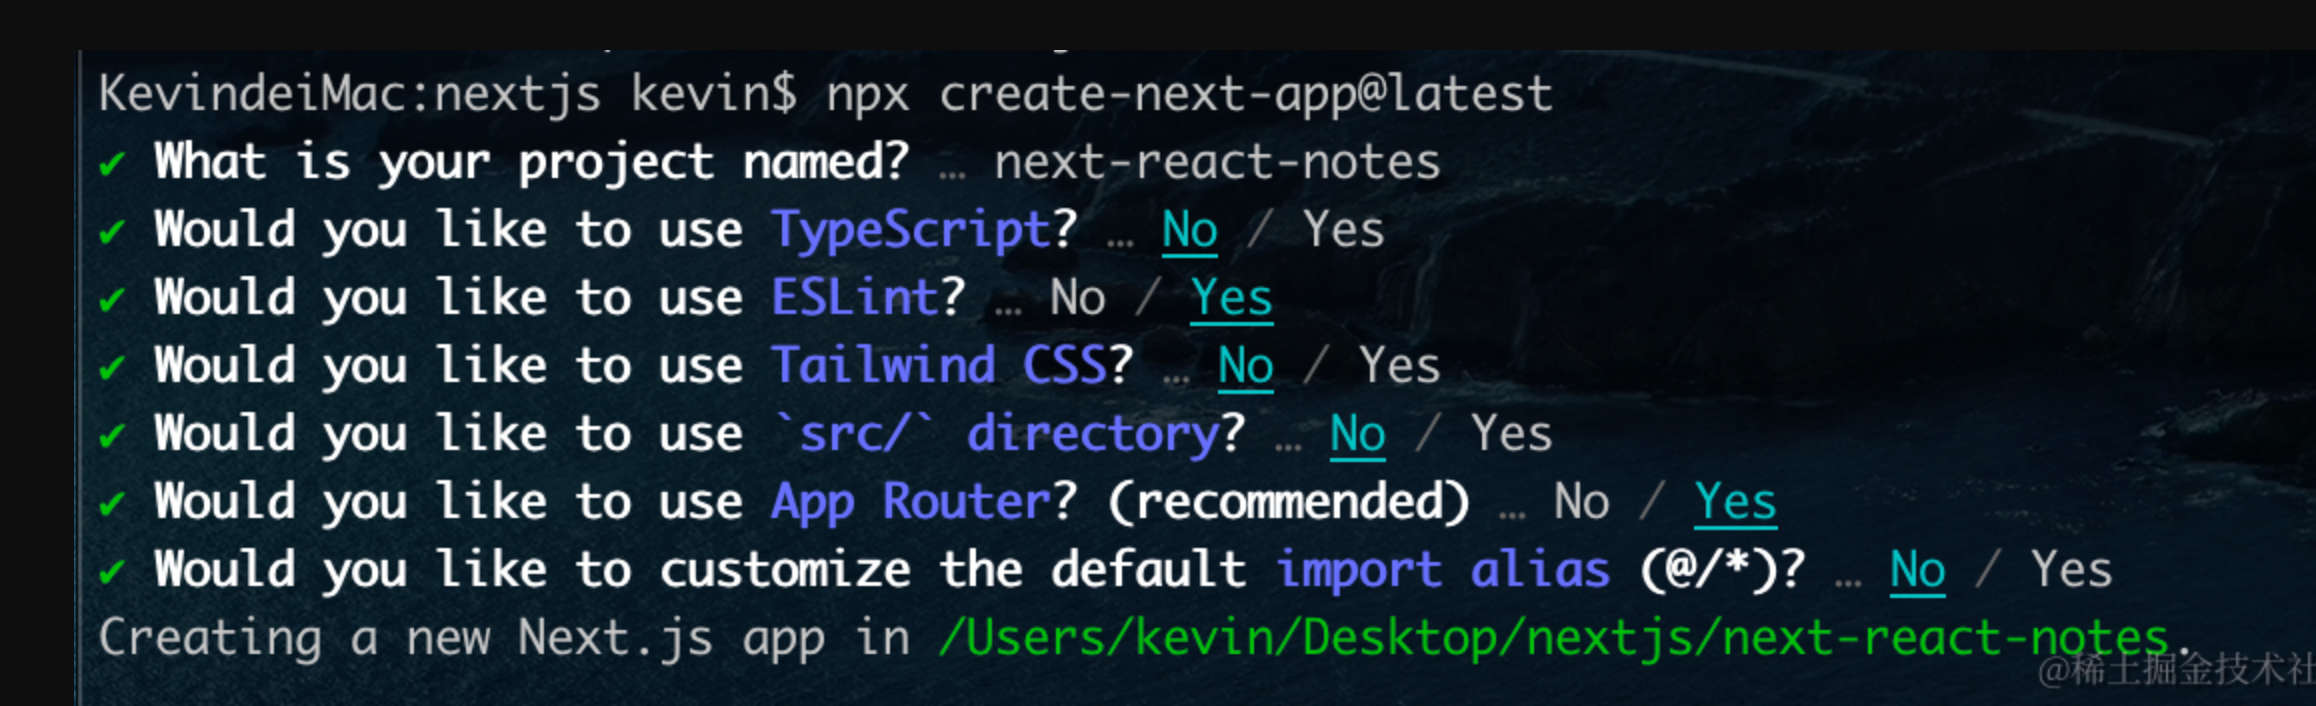 KevindeiMac:nextjs kevin$ npx create-next-app@latest
✔ What is your project named? … next-react-notes
✔ Would you like to use TypeScript? … No / Yes
✔ Would you like to use ESLint? … No / Yes
✔ Would you like to use Tailwind CSS? … No / Yes
✔ Would you like to use `src/` directory? … No / Yes
✔ Would you like to use App Router? (recommended) … No / Yes
✔ Would you like to customize the default import alias (@/*)? … No / Yes
Creating a new Next.js app in /Users/kevin/Desktop/nextjs/next-react-notes.
@稀土掘金技术社